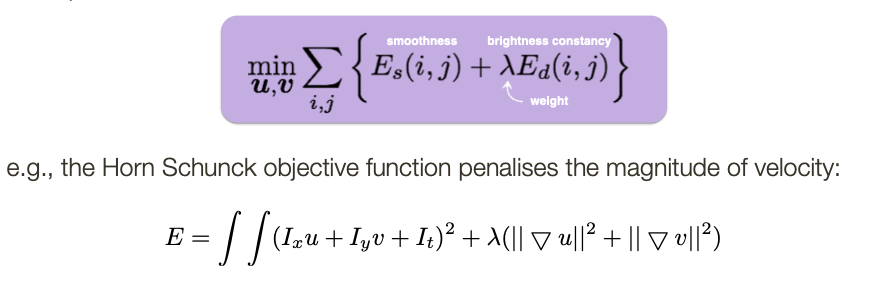 smoothness brightness constancy
min_{u,v} ∑_{i,j} { E_s(i, j) + λE_d(i, j) }
weight
e.g., the Horn Schunck objective function penalises the magnitude of velocity:
E = ∫ ∫ (I_x u + I_y v + I_t)² + λ(|| ▽ u||² + || ▽ v||²)